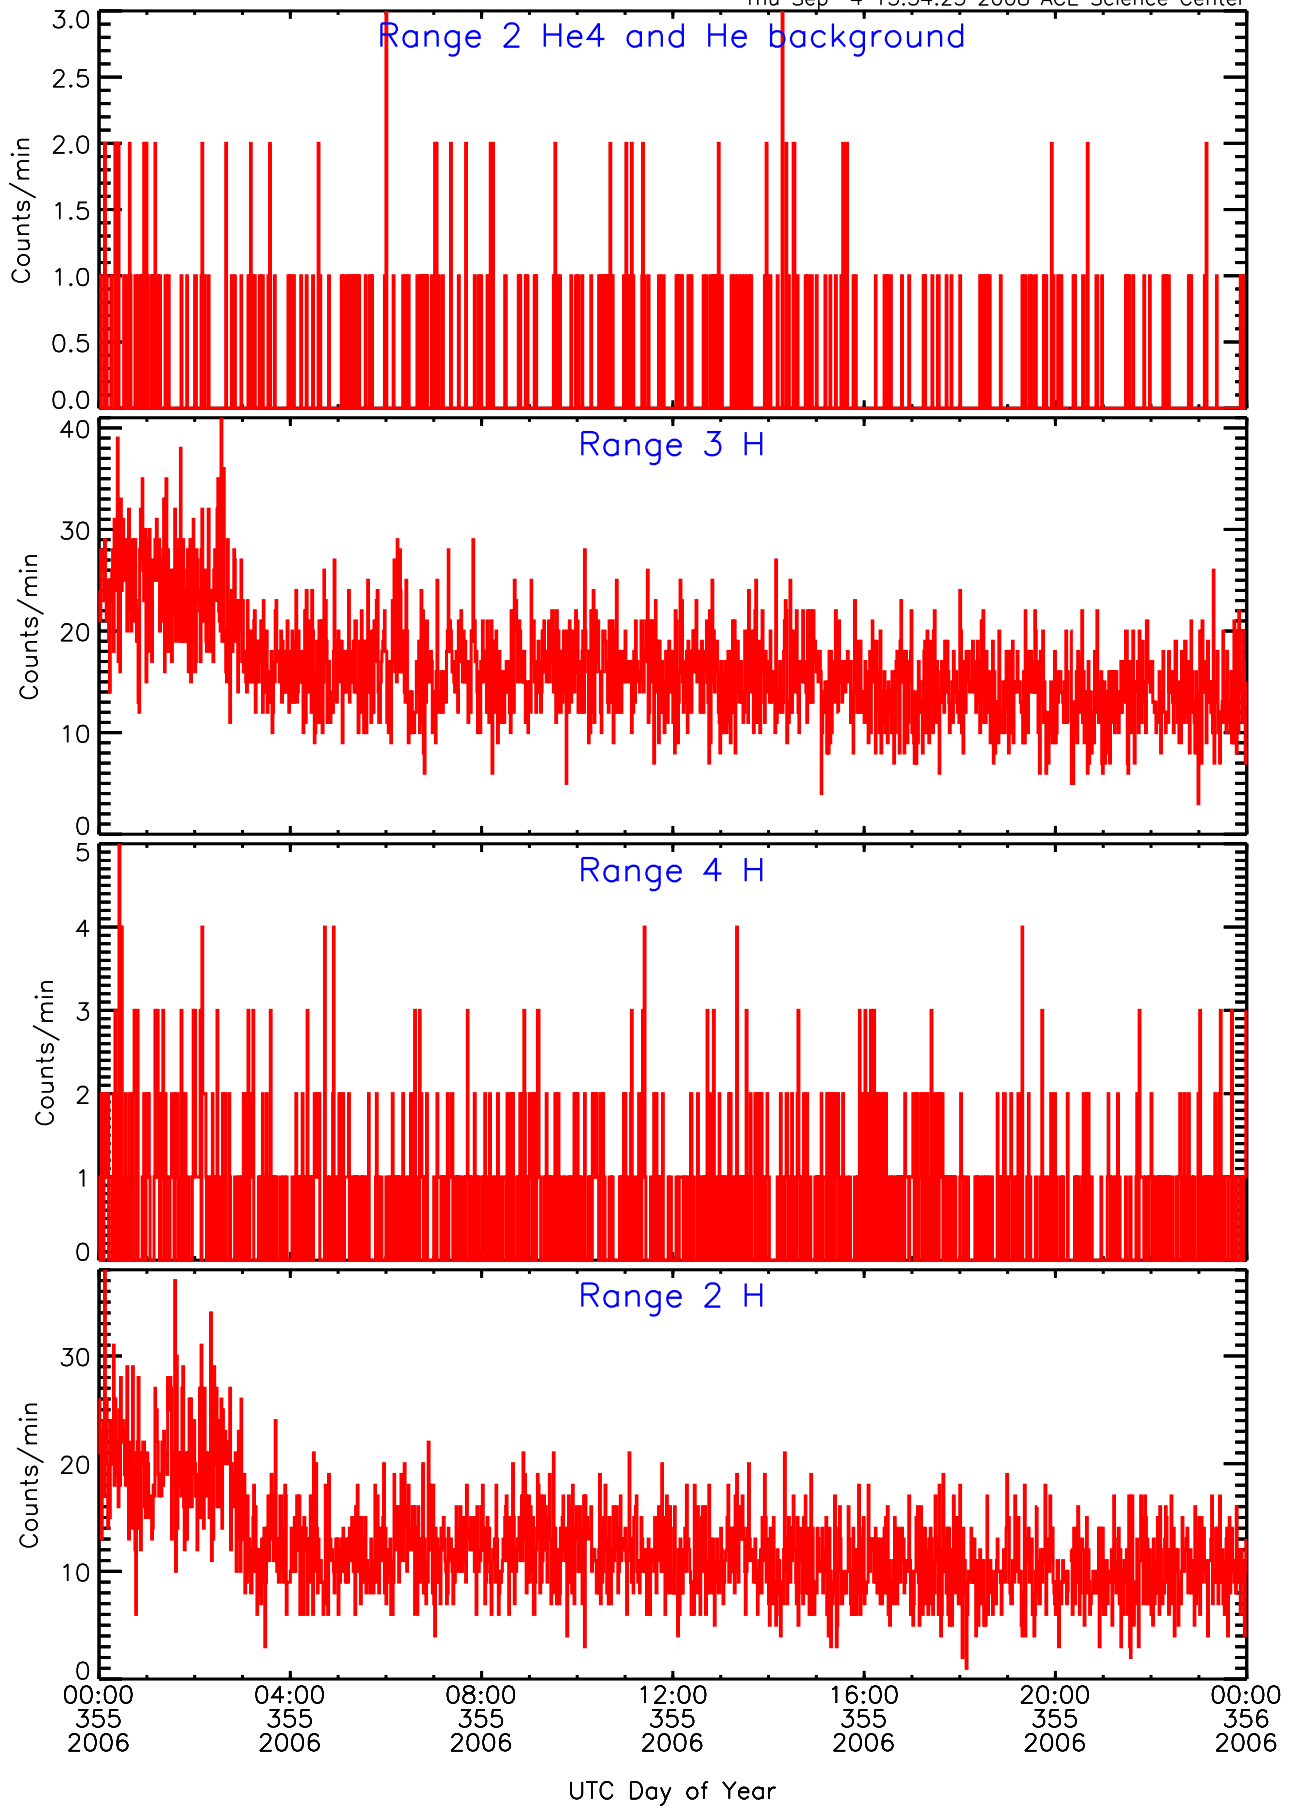 Range 2 He4 and He background
3.0
2.5
2.0
1.5
1.0
0.5
0.0
Counts/min
Range 3 H
40
30
20
10
0
Counts/min
Range 4 H
5
4
3
2
1
0
Counts/min
Range 2 H
30
20
10
0
Counts/min
00:00 04:00 08:00 12:00 16:00 20:00 00:00
355 355 355 355 355 355 356
2006 2006 2006 2006 2006 2006 2006
UTC Day of Year